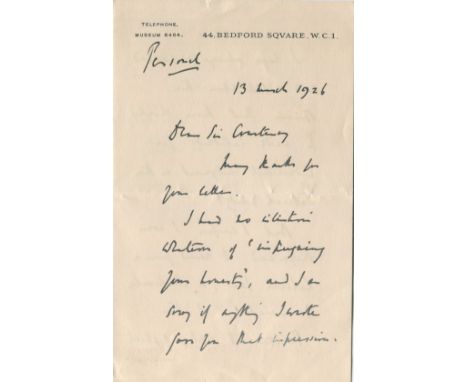 TELEPHONE,
MUSEUM 8404.
44, BEDFORD SQVARE. W.C.1.
Personal
13 March 1926
Dear Sir Courtenay
Many thanks for
your letter.
I had no intention
whatever of "impugning
your honesty", and I am
sorry if anything I wrote
gave you that impression.